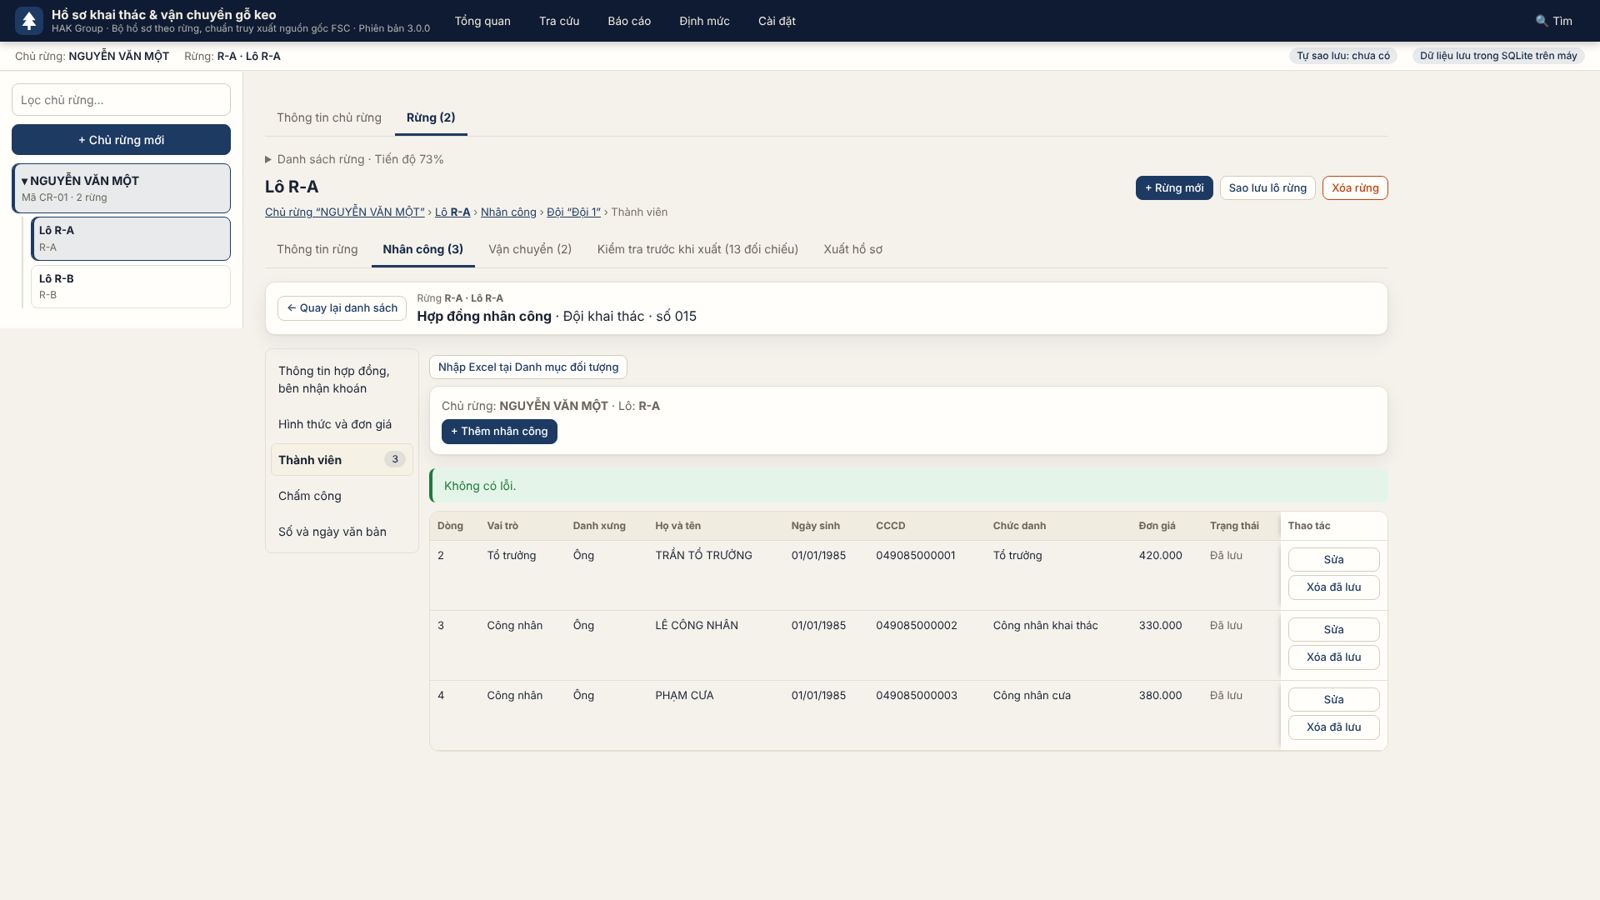 Hồ sơ khai thác & vận chuyển gỗ keo
HAK Group · Bộ hồ sơ theo rừng, chuẩn truy xuất nguồn gốc FSC · Phiên bản 3.0.0
Tổng quan
Tra cứu
Báo cáo
Định mức
Cài đặt
🔍 Tìm
Chủ rừng: NGUYỄN VĂN MỘT
Rừng: R-A · Lô R-A
Tự sao lưu: chưa có
Dữ liệu lưu trong SQLite trên máy
Lọc chủ rừng...
+ Chủ rừng mới
▾ NGUYỄN VĂN MỘT
Mã CR-01 · 2 rừng
Lô R-A
R-A
Lô R-B
R-B
Thông tin chủ rừng
Rừng (2)
▶ Danh sách rừng · Tiến độ 73%
Lô R-A
+ Rừng mới
Sao lưu lô rừng
Xóa rừng
Chủ rừng “NGUYỄN VĂN MỘT” › Lô R-A › Nhân công › Đội “Đội 1” › Thành viên
Thông tin rừng
Nhân công (3)
Vận chuyển (2)
Kiểm tra trước khi xuất (13 đối chiếu)
Xuất hồ sơ
← Quay lại danh sách
Rừng R-A · Lô R-A
Hợp đồng nhân công · Đội khai thác · số 015
Thông tin hợp đồng,
bên nhận khoán
Hình thức và đơn giá
Thành viên 3
Chấm công
Số và ngày văn bản
Nhập Excel tại Danh mục đối tượng
Chủ rừng: NGUYỄN VĂN MỘT · Lô: R-A
+ Thêm nhân công
Không có lỗi.
Dòng Vai trò Danh xưng Họ và tên Ngày sinh CCCD Chức danh Đơn giá Trạng thái Thao tác
2 Tổ trưởng Ông TRẦN TỔ TRƯỞNG 01/01/1985 049085000001 Tổ trưởng 420.000 Đã lưu Sửa
Xóa đã lưu
3 Công nhân Ông LÊ CÔNG NHÂN 01/01/1985 049085000002 Công nhân khai thác 330.000 Đã lưu Sửa
Xóa đã lưu
4 Công nhân Ông PHẠM CƯA 01/01/1985 049085000003 Công nhân cưa 380.000 Đã lưu Sửa
Xóa đã lưu